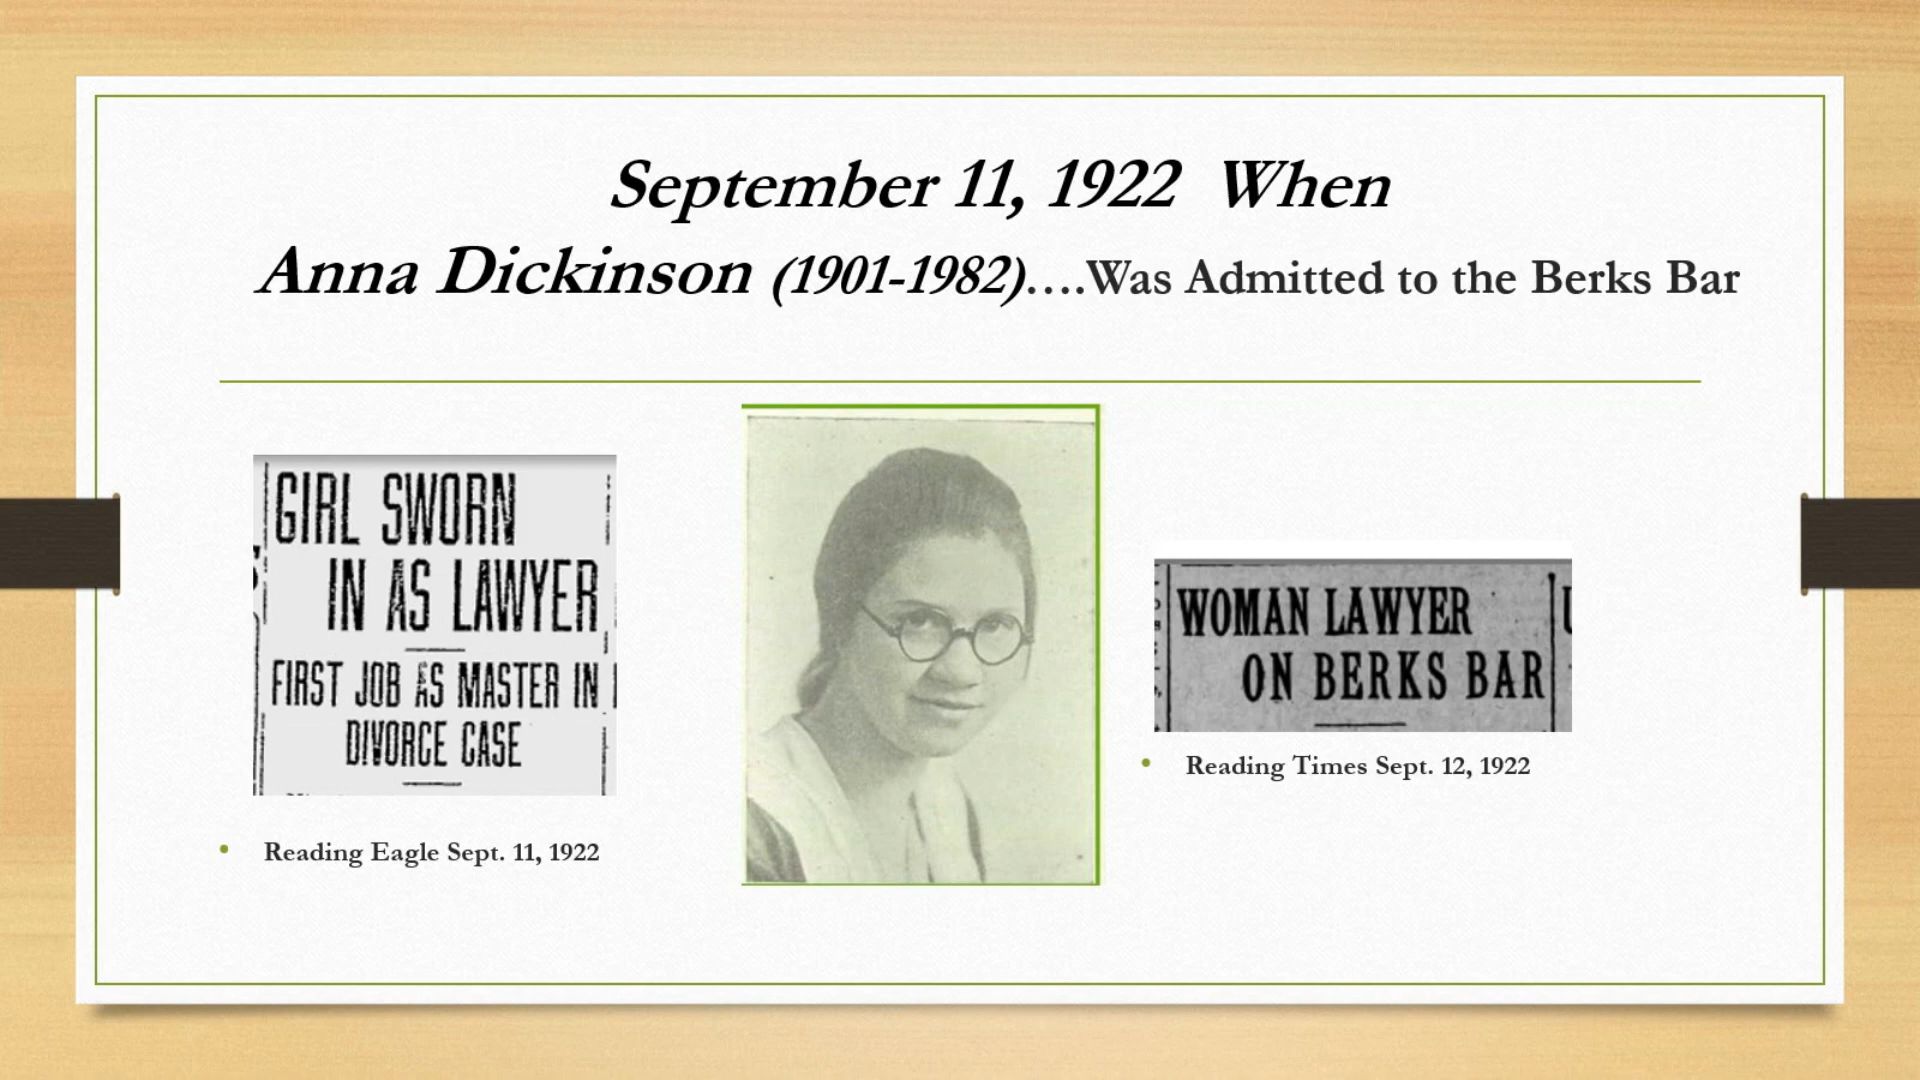 September 11, 1922 When
Anna Dickinson (1901-1982)….Was Admitted to the Berks Bar
GIRL SWORN
IN AS LAWYER
FIRST JOB AS MASTER IN
DIVORCE CASE
• Reading Eagle Sept. 11, 1922
WOMAN LAWYER
ON BERKS BAR
• Reading Times Sept. 12, 1922